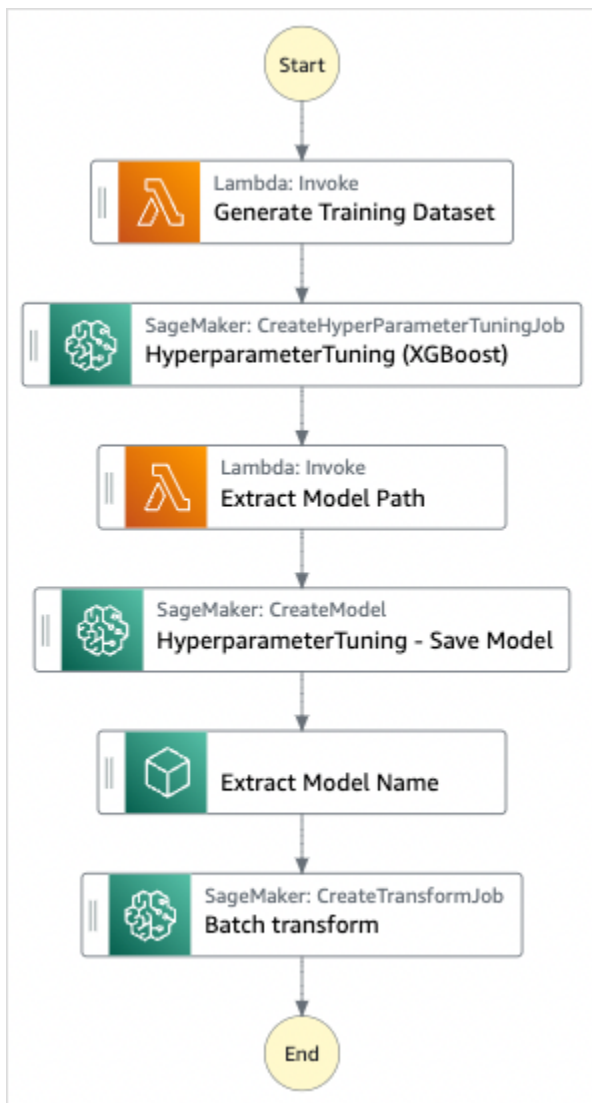 Start
Lambda: Invoke
Generate Training Dataset
SageMaker: CreateHyperParameterTuningJob
HyperparameterTuning (XGBoost)
Lambda: Invoke
Extract Model Path
SageMaker: CreateModel
HyperparameterTuning - Save Model
Extract Model Name
SageMaker: CreateTransformJob
Batch transform
End